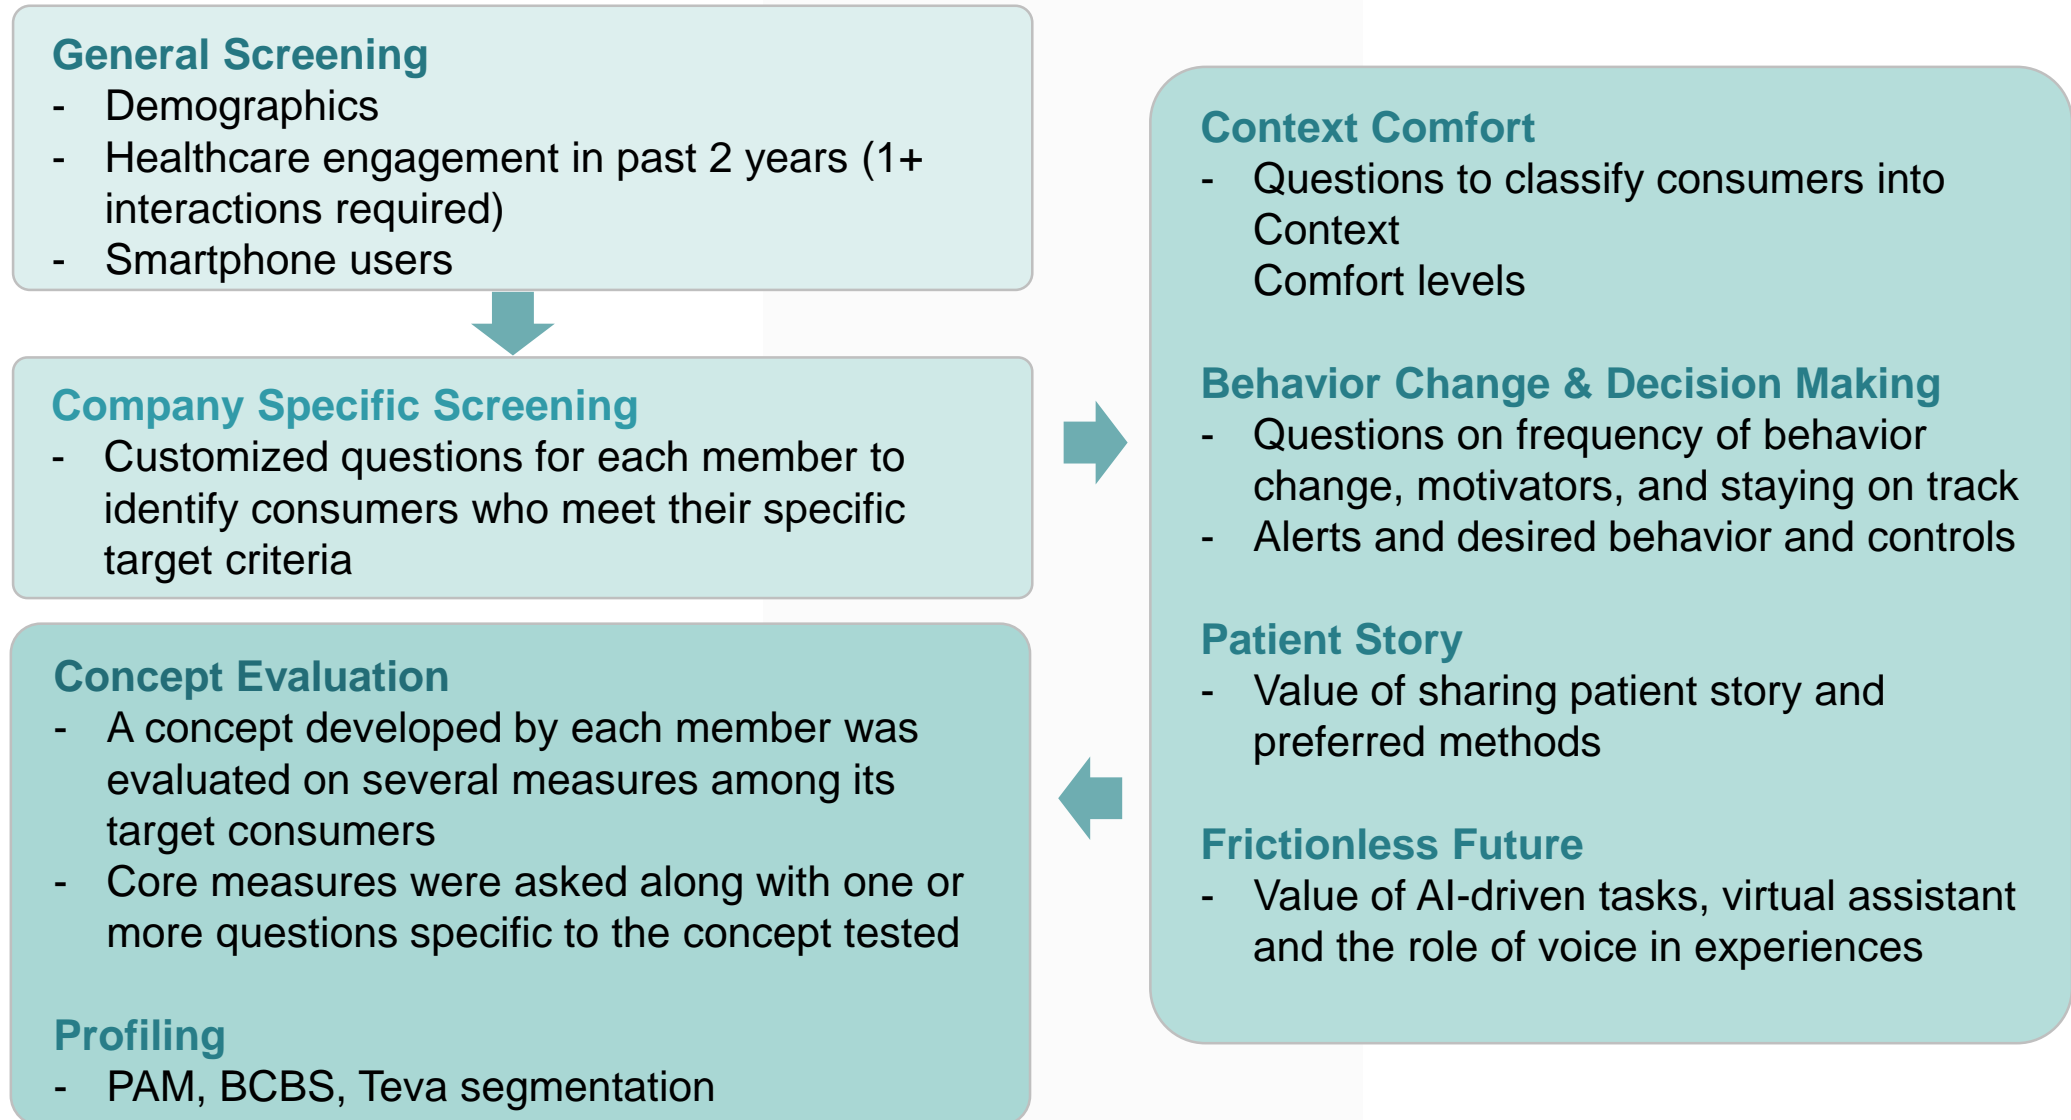 General Screening
- Demographics
- Healthcare engagement in past 2 years (1+
interactions required)
- Smartphone users
Company Specific Screening
- Customized questions for each member to
identify consumers who meet their specific
target criteria
Context Comfort
- Questions to classify consumers into
Context
Comfort levels
Behavior Change & Decision Making
- Questions on frequency of behavior
change, motivators, and staying on track
- Alerts and desired behavior and controls
Patient Story
- Value of sharing patient story and
preferred methods
Frictionless Future
- Value of AI-driven tasks, virtual assistant
and the role of voice in experiences
Concept Evaluation
- A concept developed by each member was
evaluated on several measures among its
target consumers
- Core measures were asked along with one or
more questions specific to the concept tested
Profiling
- PAM, BCBS, Teva segmentation